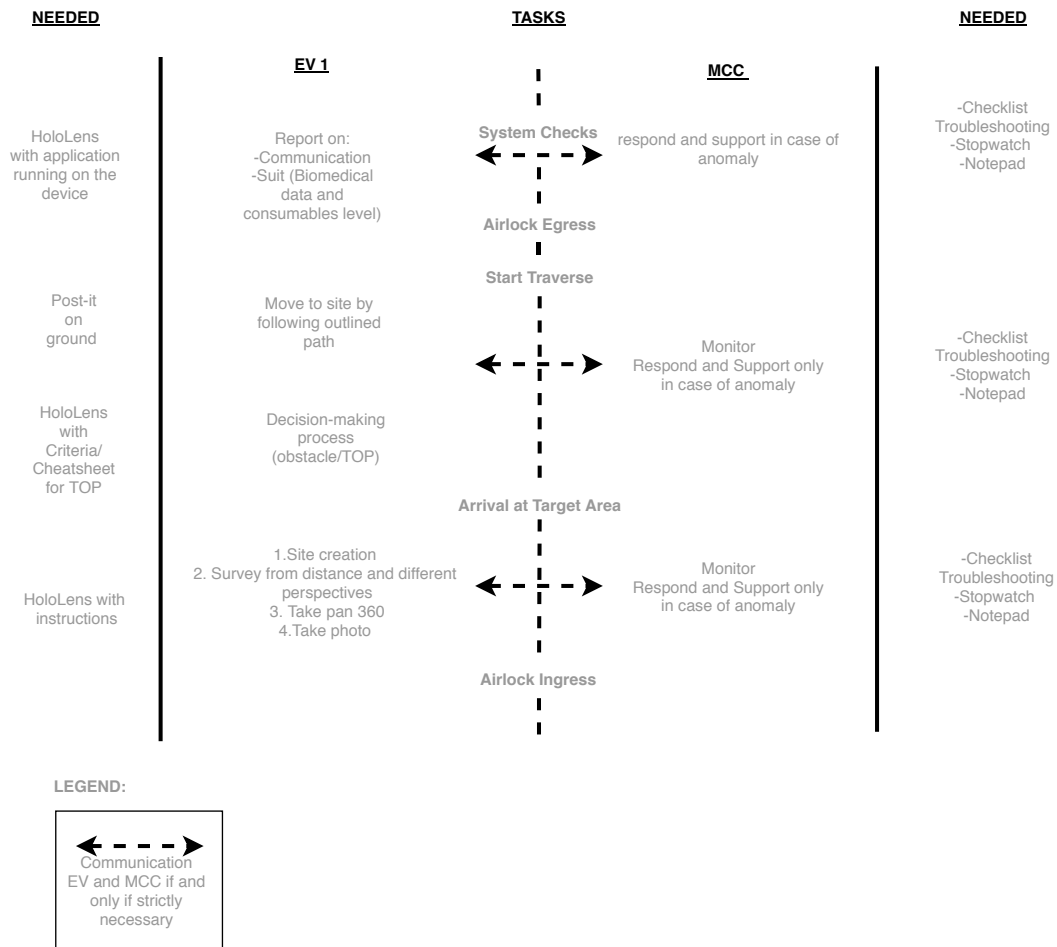 NEEDED
TASKS
NEEDED
EV 1
MCC
HoloLens
with application
running on the
device
Report on:
-Communication
-Suit (Biomedical
data and
consumables level)
System Checks
respond and support in case of
anomaly
-Checklist
Troubleshooting
-Stopwatch
-Notepad
Airlock Egress
Start Traverse
Post-it
on
ground
Move to site by
following outlined
path
Monitor
Respond and Support only
in case of anomaly
-Checklist
Troubleshooting
-Stopwatch
-Notepad
HoloLens
with
Criteria/
Cheatsheet
for TOP
Decision-making
process
(obstacle/TOP)
Arrival at Target Area
HoloLens with
instructions
1.Site creation
2. Survey from distance and different
perspectives
3. Take pan 360
4.Take photo
Monitor
Respond and Support only
in case of anomaly
-Checklist
Troubleshooting
-Stopwatch
-Notepad
Airlock Ingress
LEGEND:
Communication
EV and MCC if and
only if strictly
necessary